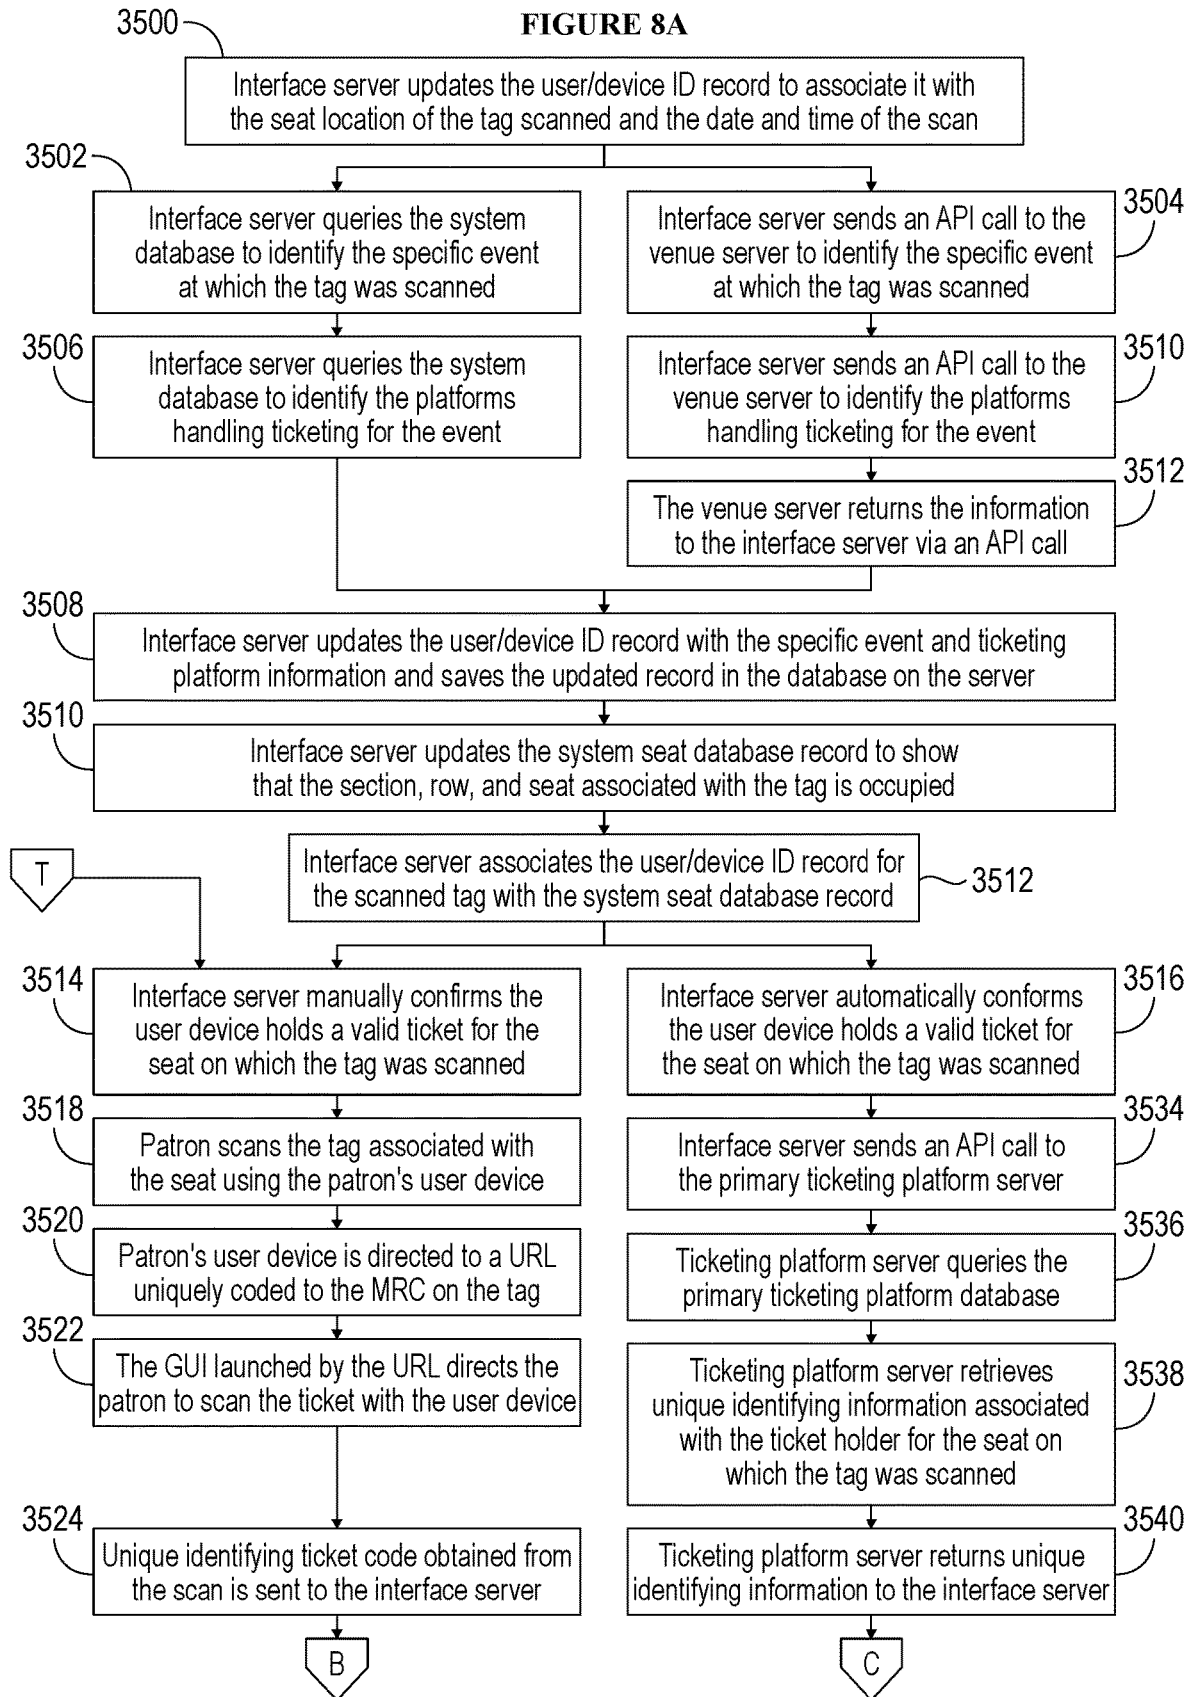 FIGURE 8A
3500
Interface server updates the user/device ID record to associate it with
the seat location of the tag scanned and the date and time of the scan
3502
Interface server queries the system
database to identify the specific event
at which the tag was scanned
3504
Interface server sends an API call to the
venue server to identify the specific event
at which the tag was scanned
3506
Interface server queries the system
database to identify the platforms
handling ticketing for the event
3510
Interface server sends an API call to the
venue server to identify the platforms
handling ticketing for the event
3512
The venue server returns the information
to the interface server via an API call
3508
Interface server updates the user/device ID record with the specific event and ticketing
platform information and saves the updated record in the database on the server
3510
Interface server updates the system seat database record to show
that the section, row, and seat associated with the tag is occupied
T
Interface server associates the user/device ID record for
the scanned tag with the system seat database record
3512
3514
Interface server manually confirms the
user device holds a valid ticket for the
seat on which the tag was scanned
3516
Interface server automatically conforms
the user device holds a valid ticket for
the seat on which the tag was scanned
3518
Patron scans the tag associated with
the seat using the patron's user device
3534
Interface server sends an API call to
the primary ticketing platform server
3520
Patron's user device is directed to a URL
uniquely coded to the MRC on the tag
3536
Ticketing platform server queries the
primary ticketing platform database
3522
The GUI launched by the URL directs the
patron to scan the ticket with the user device
3538
Ticketing platform server retrieves
unique identifying information associated
with the ticket holder for the seat on
which the tag was scanned
3524
Unique identifying ticket code obtained from
the scan is sent to the interface server
3540
Ticketing platform server returns unique
identifying information to the interface server
B
C